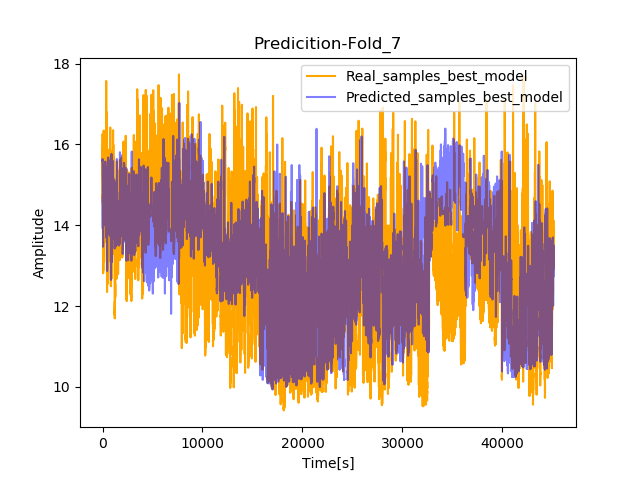 Predicition-Fold_7
Real_samples_best_model
Predicted_samples_best_model
18
16
14
12
10
Amplitude
0
10000
20000
30000
40000
Time[s]